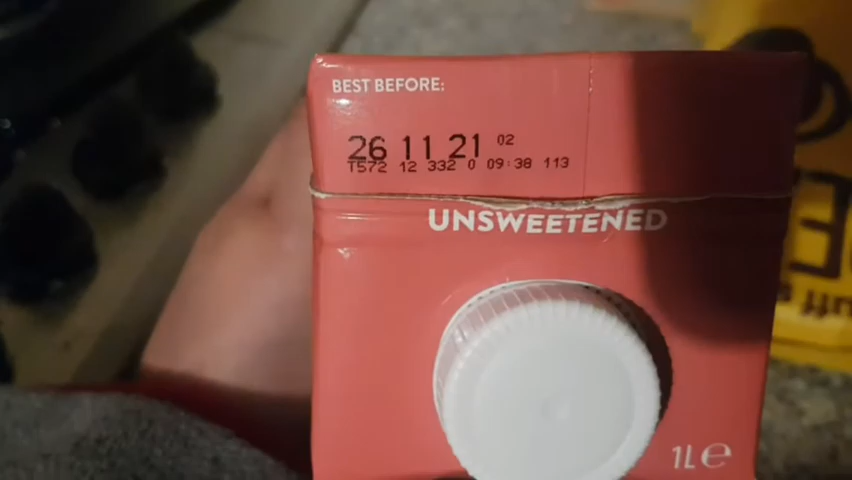 BEST BEFORE:
26 11 21 02
T572 12 332 0 09:38 113
UNSWEETENED
1L e